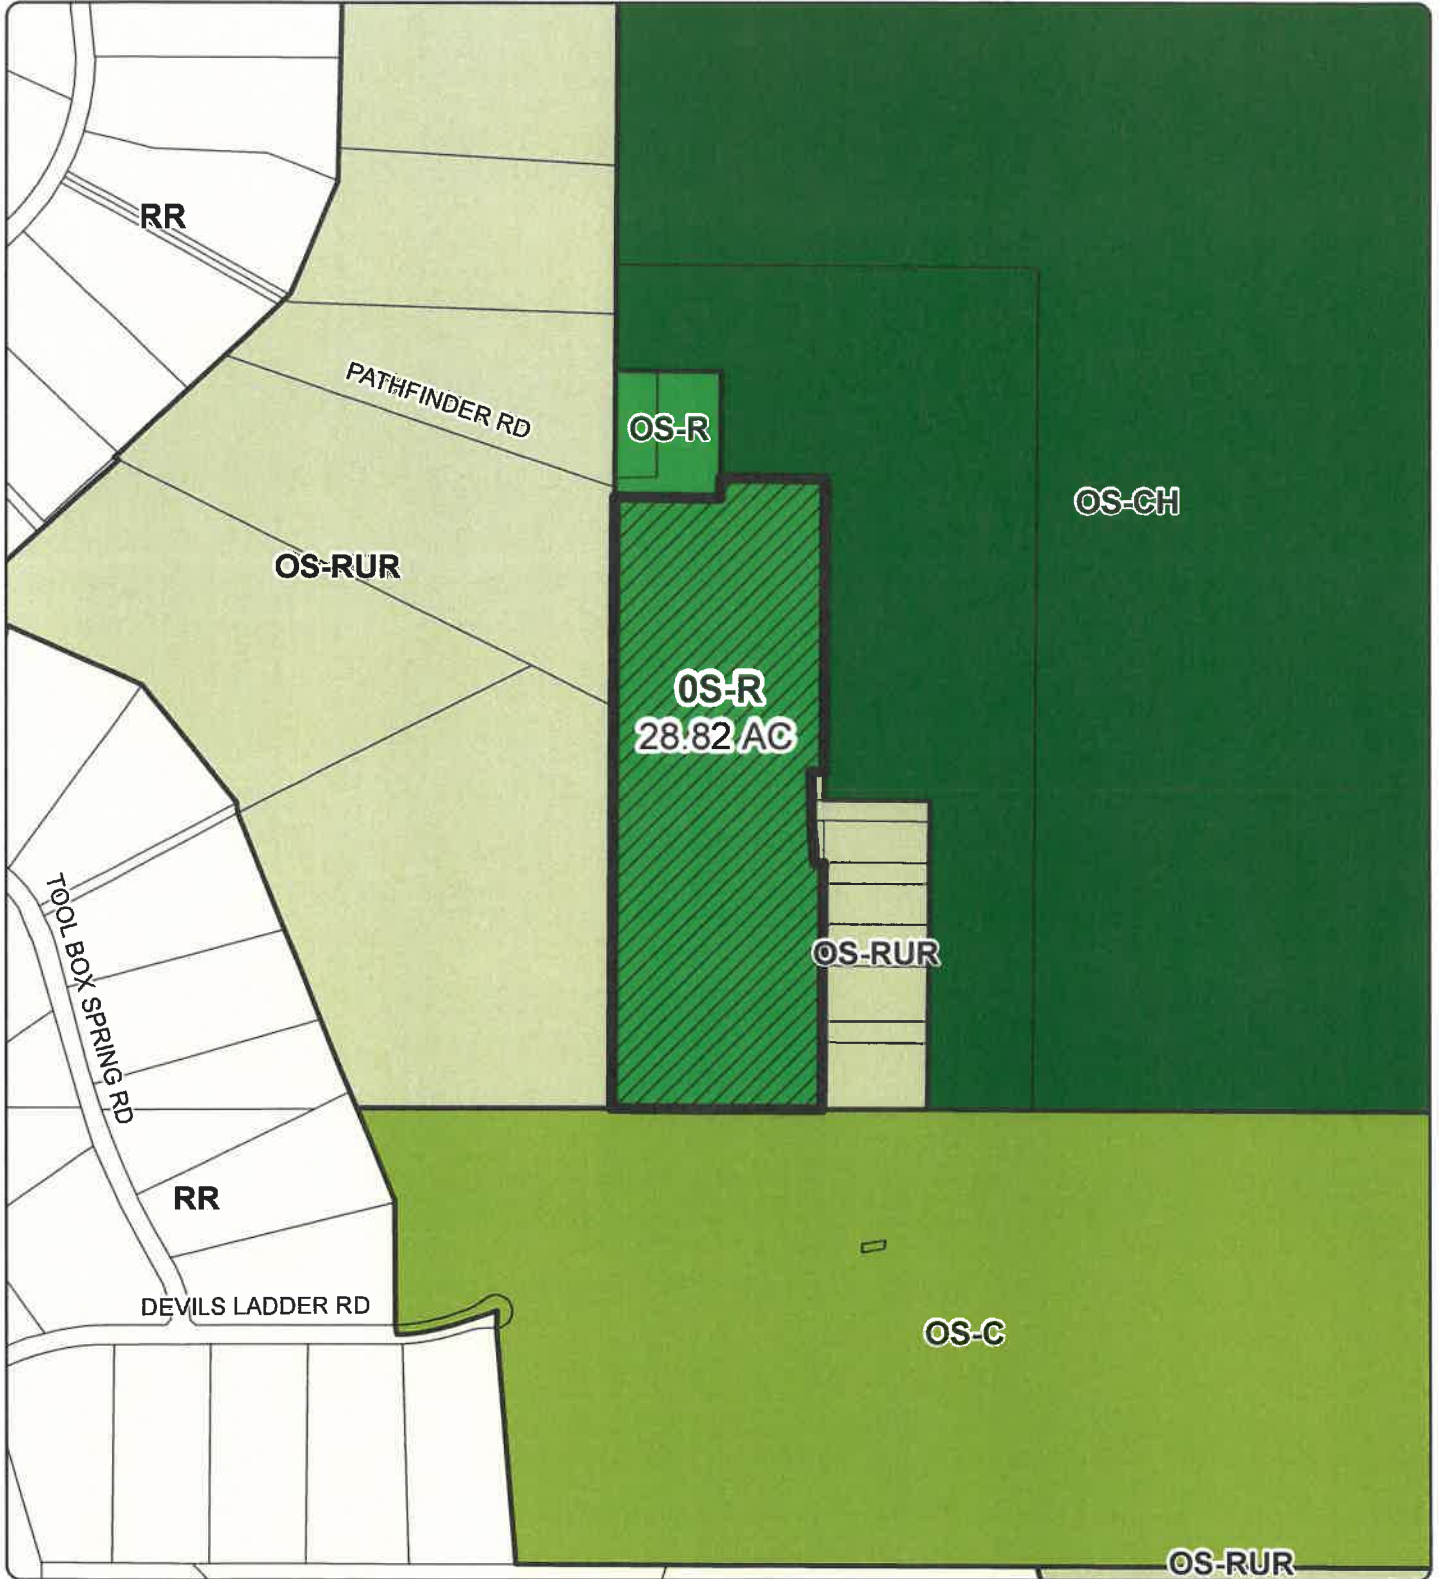 RR
PATHFINDER RD
OS-R
OS-CH
OS-RUR
0S-R
28.82 AC
OS-RUR
TOOL BOX SPRING RD
RR
DEVILS LADDER RD
OS-C
OS-RUR